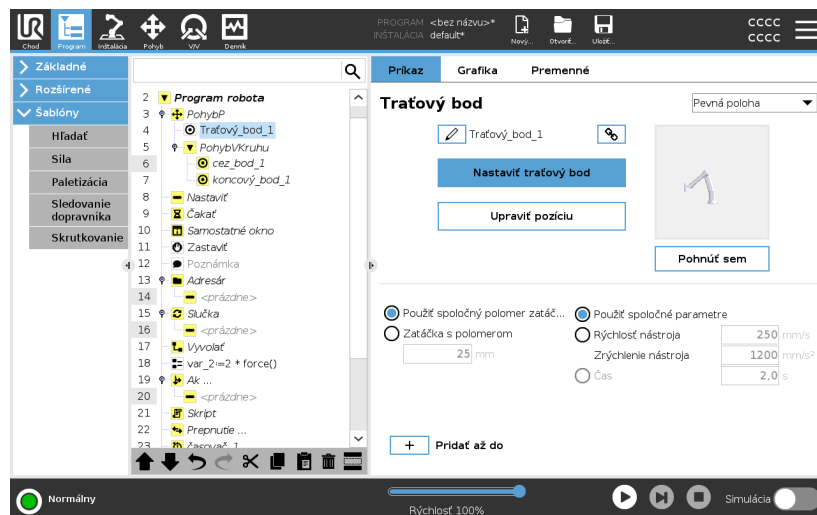 PROGRAM <bez názvu>*
INŠTALÁCIA default*
Chod Program Inštalácia Pohyb V/V Denník
Nový... Otvoriť... Uložiť...
CCCC
CCCC
Základné
Rozšírené
Šablóny
Hľadať
Sila
Paletizácia
Sledovanie
dopravníka
Skrutkovanie
2 Program robota
3 PohybP
4 Traťový_bod_1
5 PohybVKruhu
6 cez_bod_1
7 koncový_bod_1
8 Nastaviť
9 Čakať
10 Samostatné okno
11 Zastaviť
12 Poznámka
13 Adresár
14 <prázdne>
15 Slučka
16 <prázdne>
17 Vyvolať
18 var_2≔2 * force()
19 Ak ...
20 <prázdne>
21 Skript
22 Prepnutie ...
23 časovač_1
Príkaz Grafika Premenné
Traťový bod
Pevná poloha
Traťový_bod_1
Nastaviť traťový bod
Upraviť pozíciu
Pohnúť sem
Použiť spoločný polomer zatáč...
Zatáčka s polomerom
25 mm
Použiť spoločné parametre
Rýchlosť nástroja 250 mm/s
Zrýchlenie nástroja 1200 mm/s²
Čas 2,0 s
+ Pridať až do
Normálny
Rýchlosť 100%
Simulácia